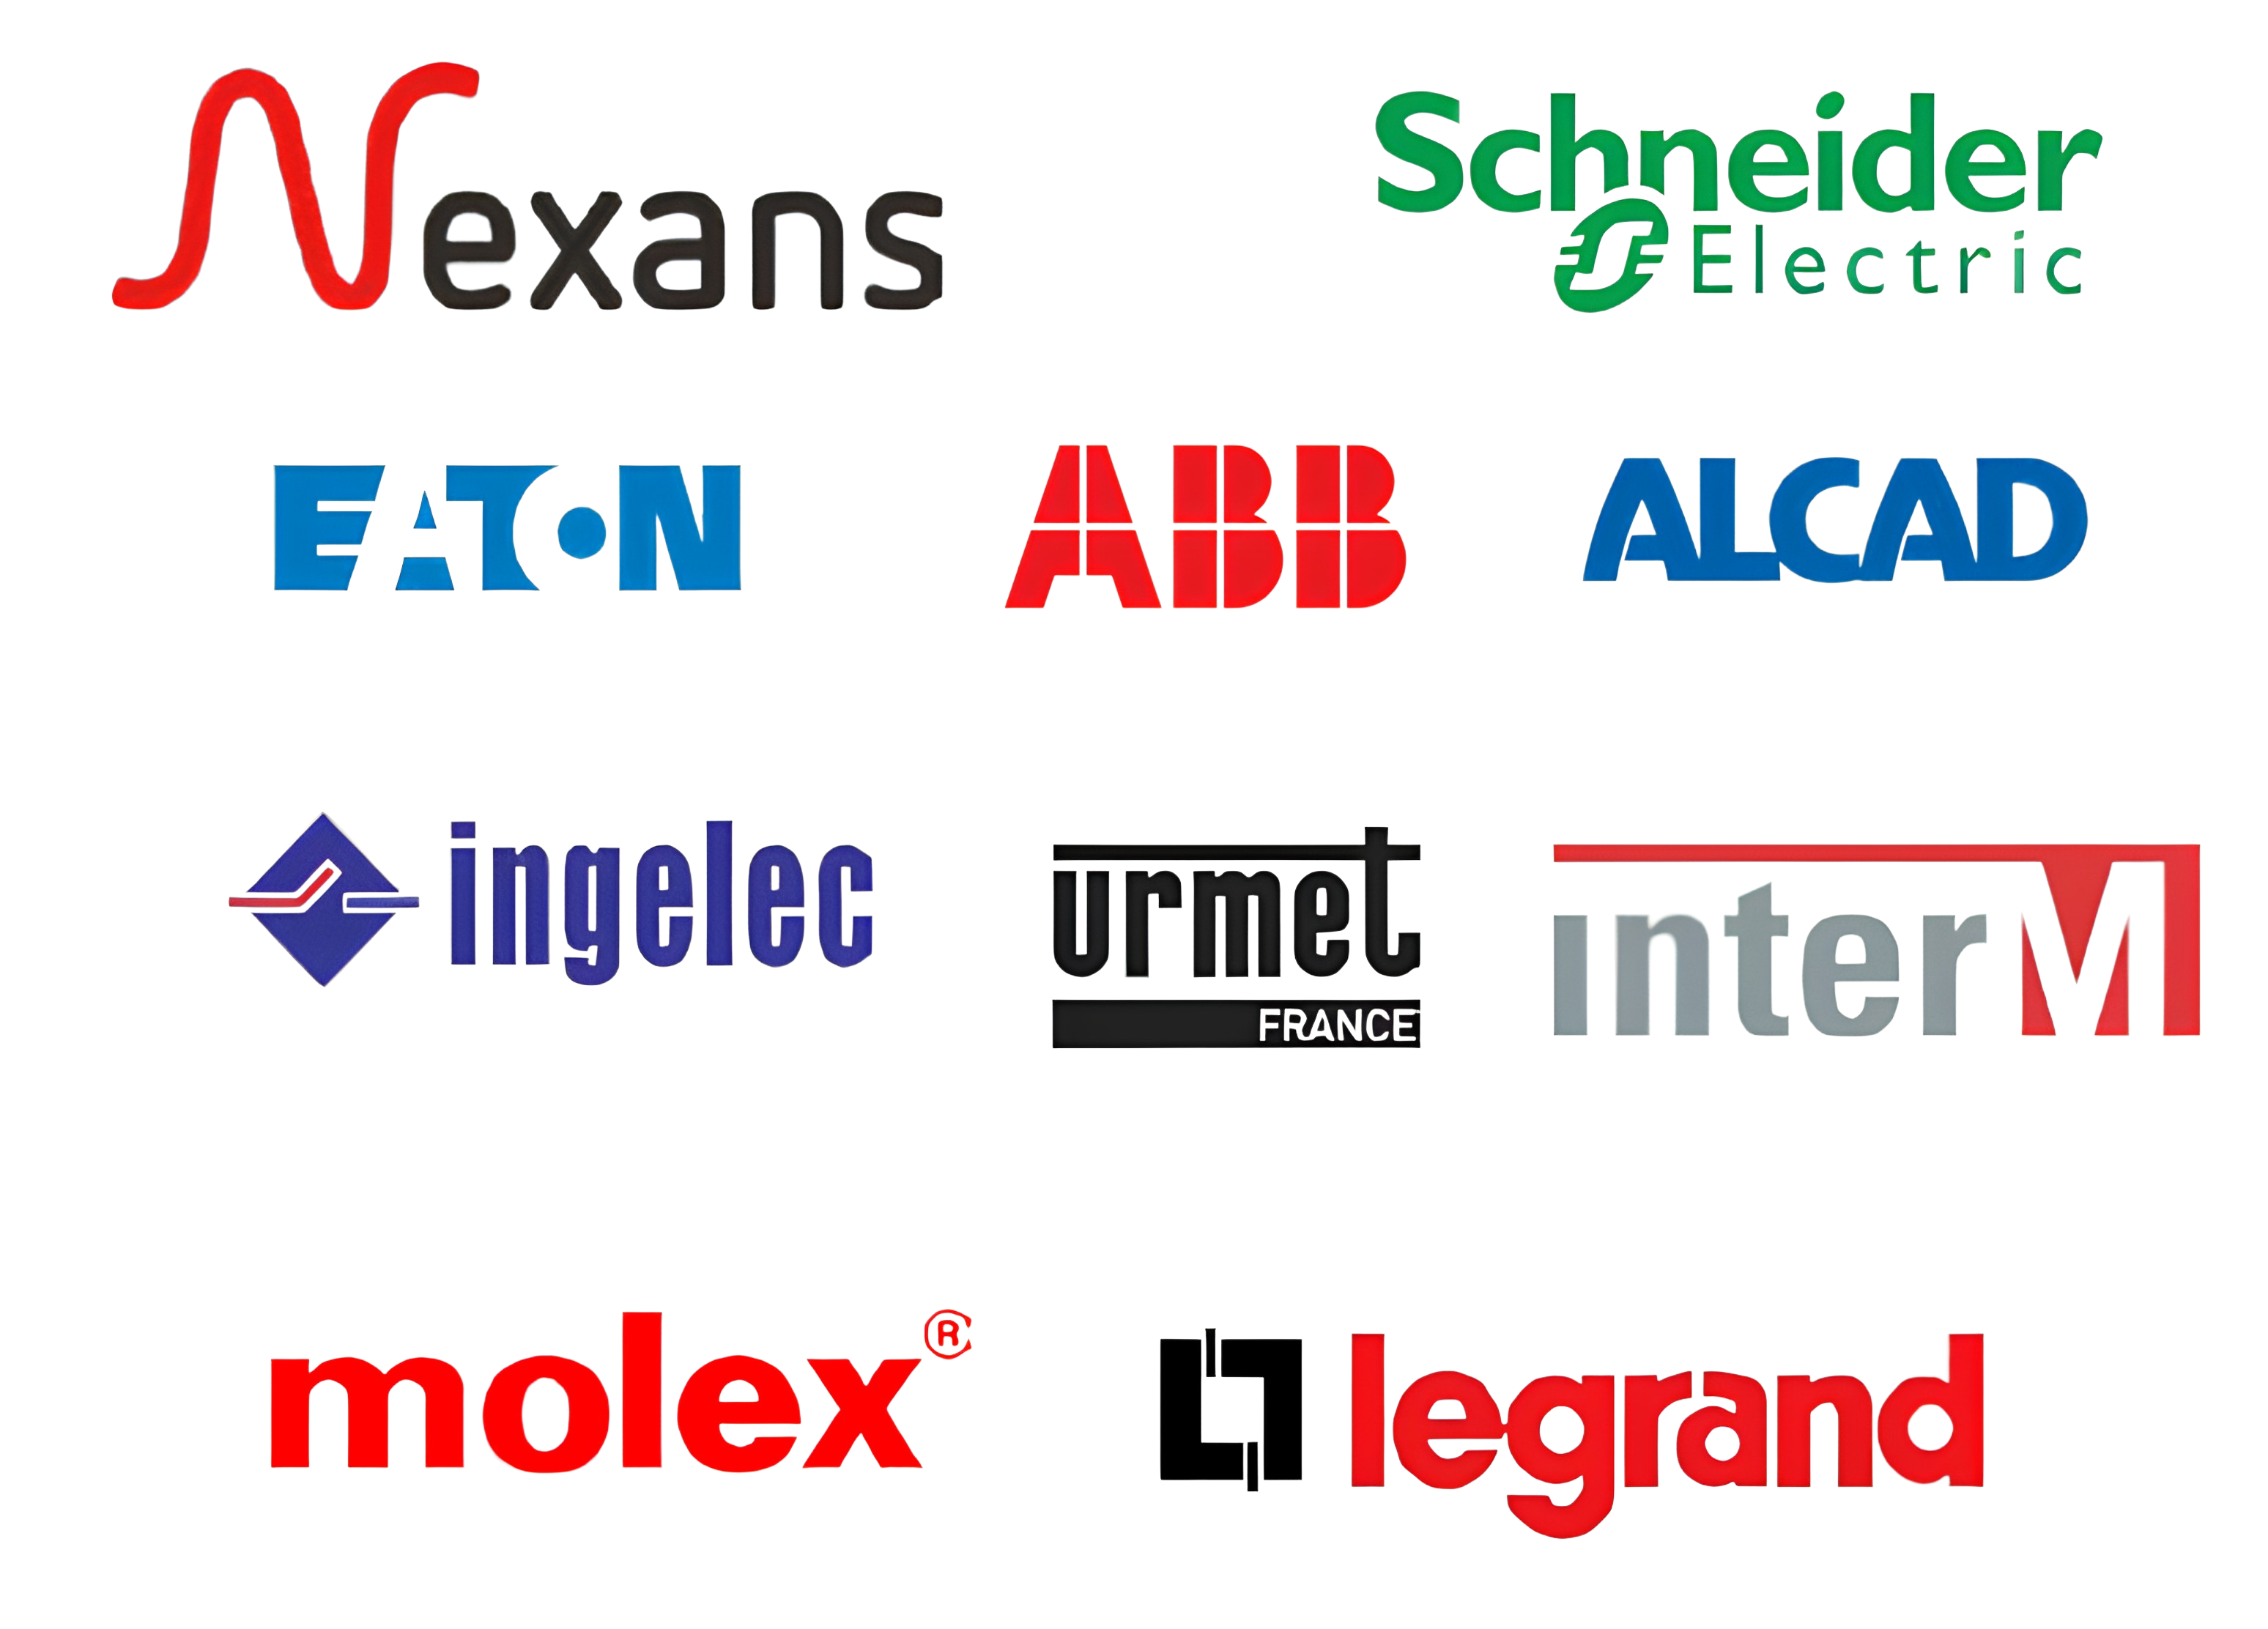 Nexans
Schneider
Electric
EATON
ABB
ALCAD
ingelec
urmet
FRANCE
interM
molex®
legrand